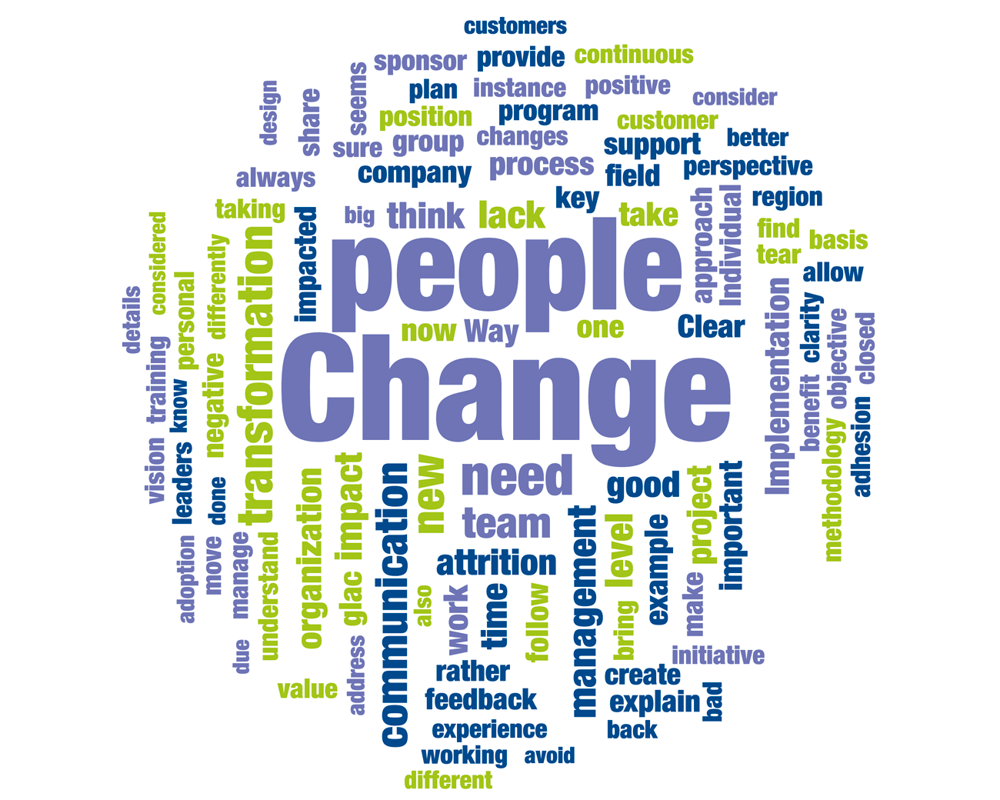 customers
sponsor provide continuous
plan instance positive
consider
design
share
seems
position program
customer
sure group changes
support better
company process field perspective
always
key region
taking
big think lack take
approach
Individual
find
tear
basis
allow
considered
differently
transformation
impacted
people
details
personal
training
now Way one Clear
Implementation
clarity
objective
closed
Change
know
negative
benefit
adhesion
methodology
vision
leaders
done
need good
team
attrition
adoption
move
manage
understand
organization
impact
glac
communication
new
also
work
time
follow
management
level
bring
example
project
make
important
due
value
address
rather
feedback
experience
working avoid
different
initiative
create
explain
bad
back